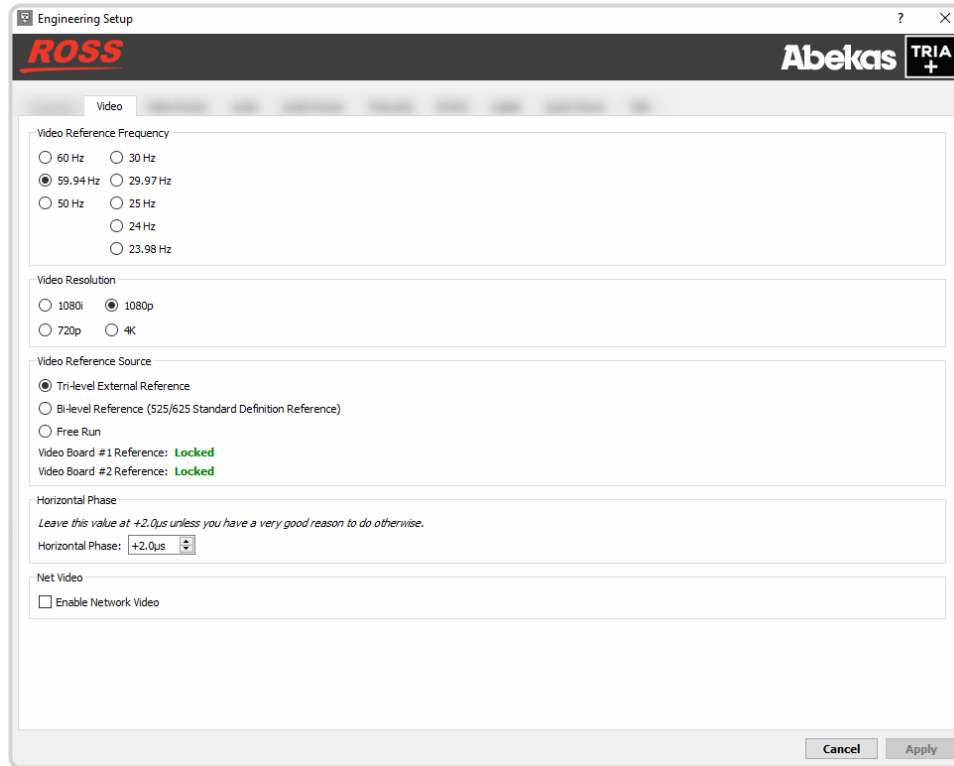 Engineering Setup ? ✕
ROSS Abekas TRIA +
Video
Video Reference Frequency
60 Hz 30 Hz
59.94 Hz 29.97 Hz
50 Hz 25 Hz
24 Hz
23.98 Hz
Video Resolution
1080i 1080p
720p 4K
Video Reference Source
Tri-level External Reference
Bi-level Reference (525/625 Standard Definition Reference)
Free Run
Video Board #1 Reference: Locked
Video Board #2 Reference: Locked
Horizontal Phase
Leave this value at +2.0µs unless you have a very good reason to do otherwise.
Horizontal Phase: +2.0µs
Net Video
Enable Network Video
Cancel Apply